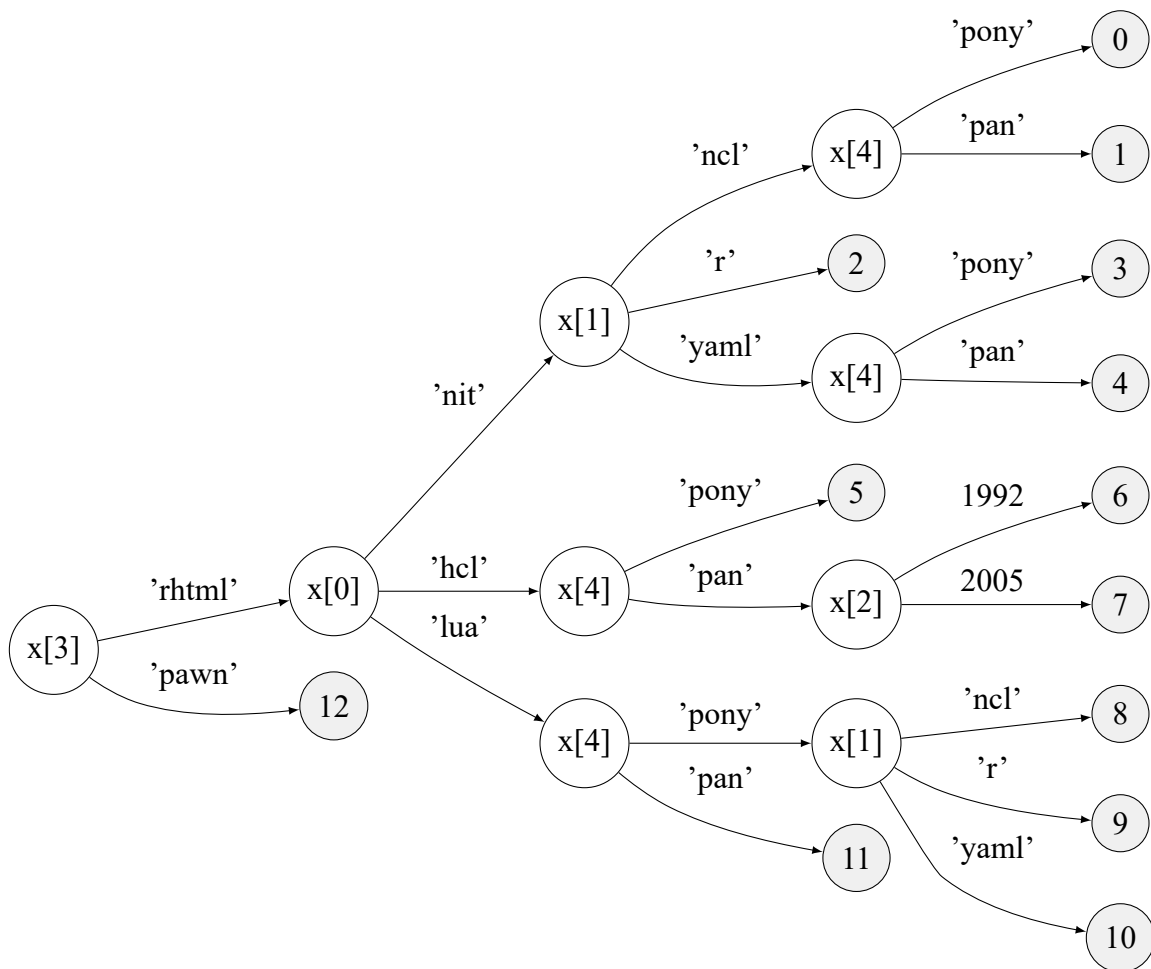 ’pony’
0
’pan’
’ncl’
x[4]
1
’r’
2
’pony’
3
x[1]
’yaml’
x[4]
’pan’
4
’nit’
’pony’
5
1992
6
’rhtml’
x[0]
’hcl’
x[4]
’pan’
x[2]
2005
7
’lua’
x[3]
’pawn’
12
x[4]
’pony’
x[1]
’ncl’
8
’pan’
’r’
9
11
’yaml’
10